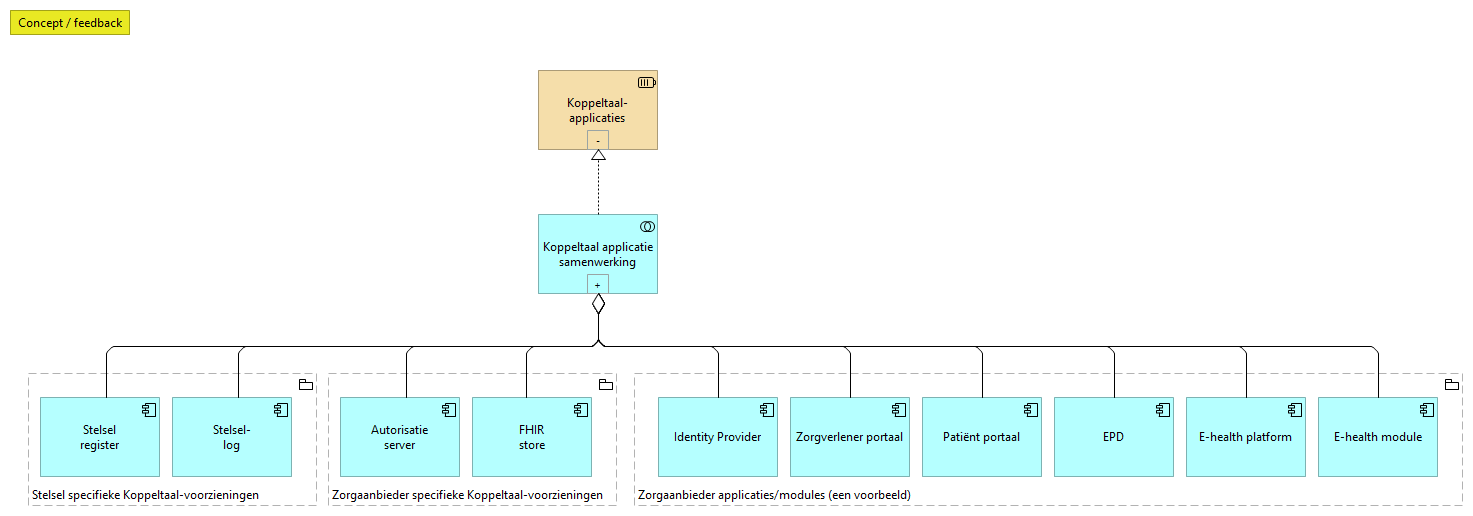 Concept / feedback
Koppeltaal-
applicaties
-
Koppeltaal applicatie
samenwerking
+
Stelsel
register
Stelsel-
log
Stelsel specifieke Koppeltaal-voorzieningen
Autorisatie
server
FHIR
store
Zorgaanbieder specifieke Koppeltaal-voorzieningen
Identity Provider
Zorgverlener portaal
Patiënt portaal
EPD
E-health platform
E-health module
Zorgaanbieder applicaties/modules (een voorbeeld)